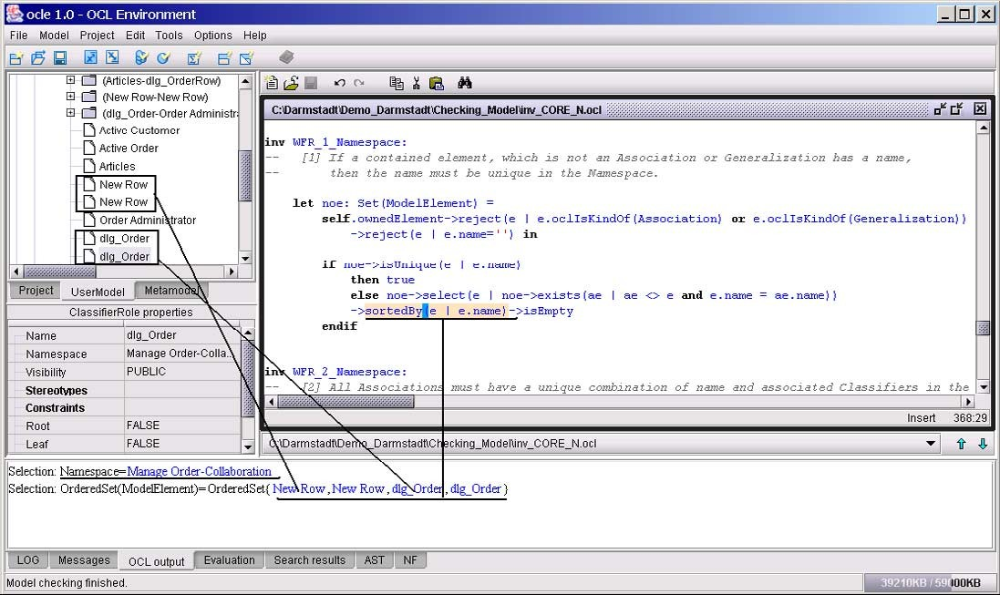 ocle 1.0 - OCL Environment
File Model Project Edit Tools Options Help
(Articles-dlg_OrderRow)
(New Row-New Row)
(dlg_Order-Order Administr
Active Customer
Active Order
Articles
New Row
New Row
Order Administrator
dlg_Order
dlg_Order
Project UserModel Metamodel
ClassifierRole properties
Name dlg_Order
Namespace Manage Order-Colla...
Visibility PUBLIC
Stereotypes
Constraints
Root FALSE
Leaf FALSE
C:\Darmstadt\Demo_Darmstadt\Checking_Model\inv_CORE_N.ocl
inv WFR_1_Namespace:
-- [1] If a contained element, which is not an Association or Generalization has a name,
-- then the name must be unique in the Namespace.
let noe: Set(ModelElement) =
self.ownedElement->reject(e | e.oclIsKindOf(Association) or e.oclIsKindOf(Generalization))
->reject(e | e.name='') in
if noe->isUnique(e | e.name)
then true
else noe->select(e | noe->exists(ae | ae <> e and e.name = ae.name))
->sortedBy(e | e.name)->isEmpty
endif
inv WFR_2_Namespace:
-- [2] All Associations must have a unique combination of name and associated Classifiers in the
Insert 368:29
C:\Darmstadt\Demo_Darmstadt\Checking_Model\inv_CORE_N.ocl
Selection: Namespace=Manage Order-Collaboration
Selection: OrderedSet(ModelElement)=OrderedSet{ New Row , New Row , dlg_Order , dlg_Order }
LOG Messages OCL output Evaluation Search results AST NF
Model checking finished.
39210KB / 59000KB